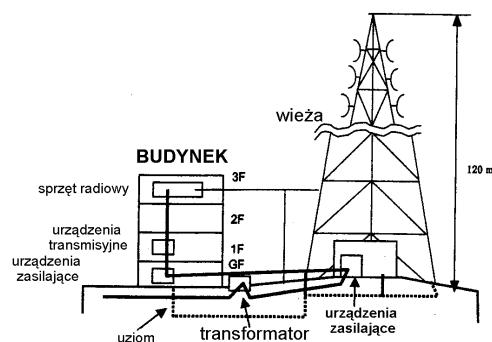 wieża
BUDYNEK
3F
sprzęt radiowy
2F
urządzenia
transmisyjne
1F
urządzenia
zasilające
GF
120 m
uziom
transformator
urządzenia
zasilające